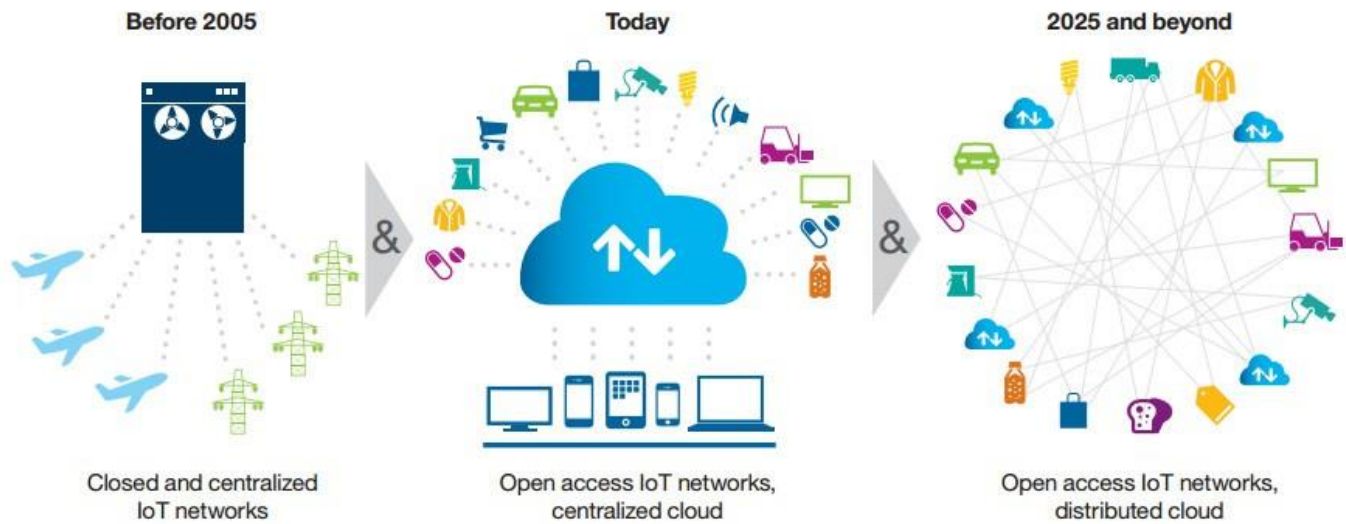 Before 2005
Today
2025 and beyond
&
&
Closed and centralized
IoT networks
Open access IoT networks,
centralized cloud
Open access IoT networks,
distributed cloud